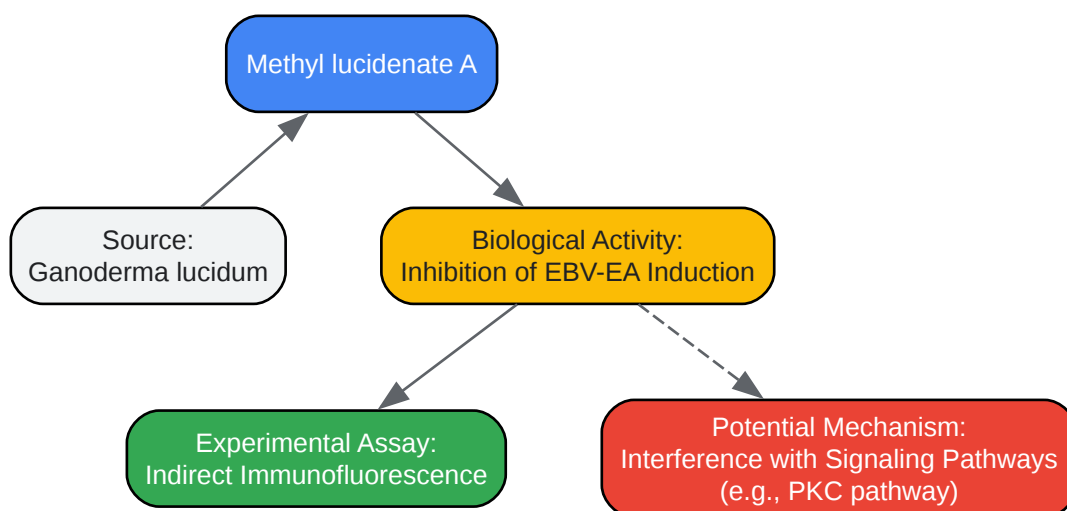 Methyl lucidenate A
Source:
Ganoderma lucidum
Biological Activity:
Inhibition of EBV-EA Induction
Experimental Assay:
Indirect Immunofluorescence
Potential Mechanism:
Interference with Signaling Pathways
(e.g., PKC pathway)